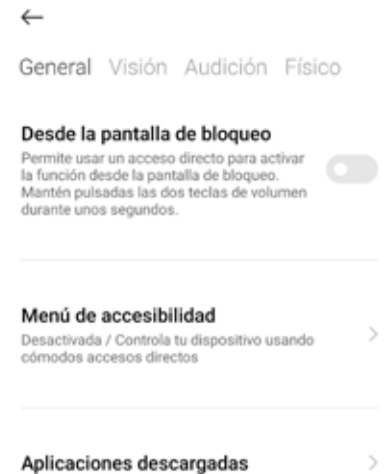 General Visión Audición Físico
Desde la pantalla de bloqueo
Permite usar un acceso directo para activar
la función desde la pantalla de bloqueo.
Mantén pulsadas las dos teclas de volumen
durante unos segundos.
Menú de accesibilidad
Desactivada / Controla tu dispositivo usando
cómodos accesos directos
Aplicaciones descargadas